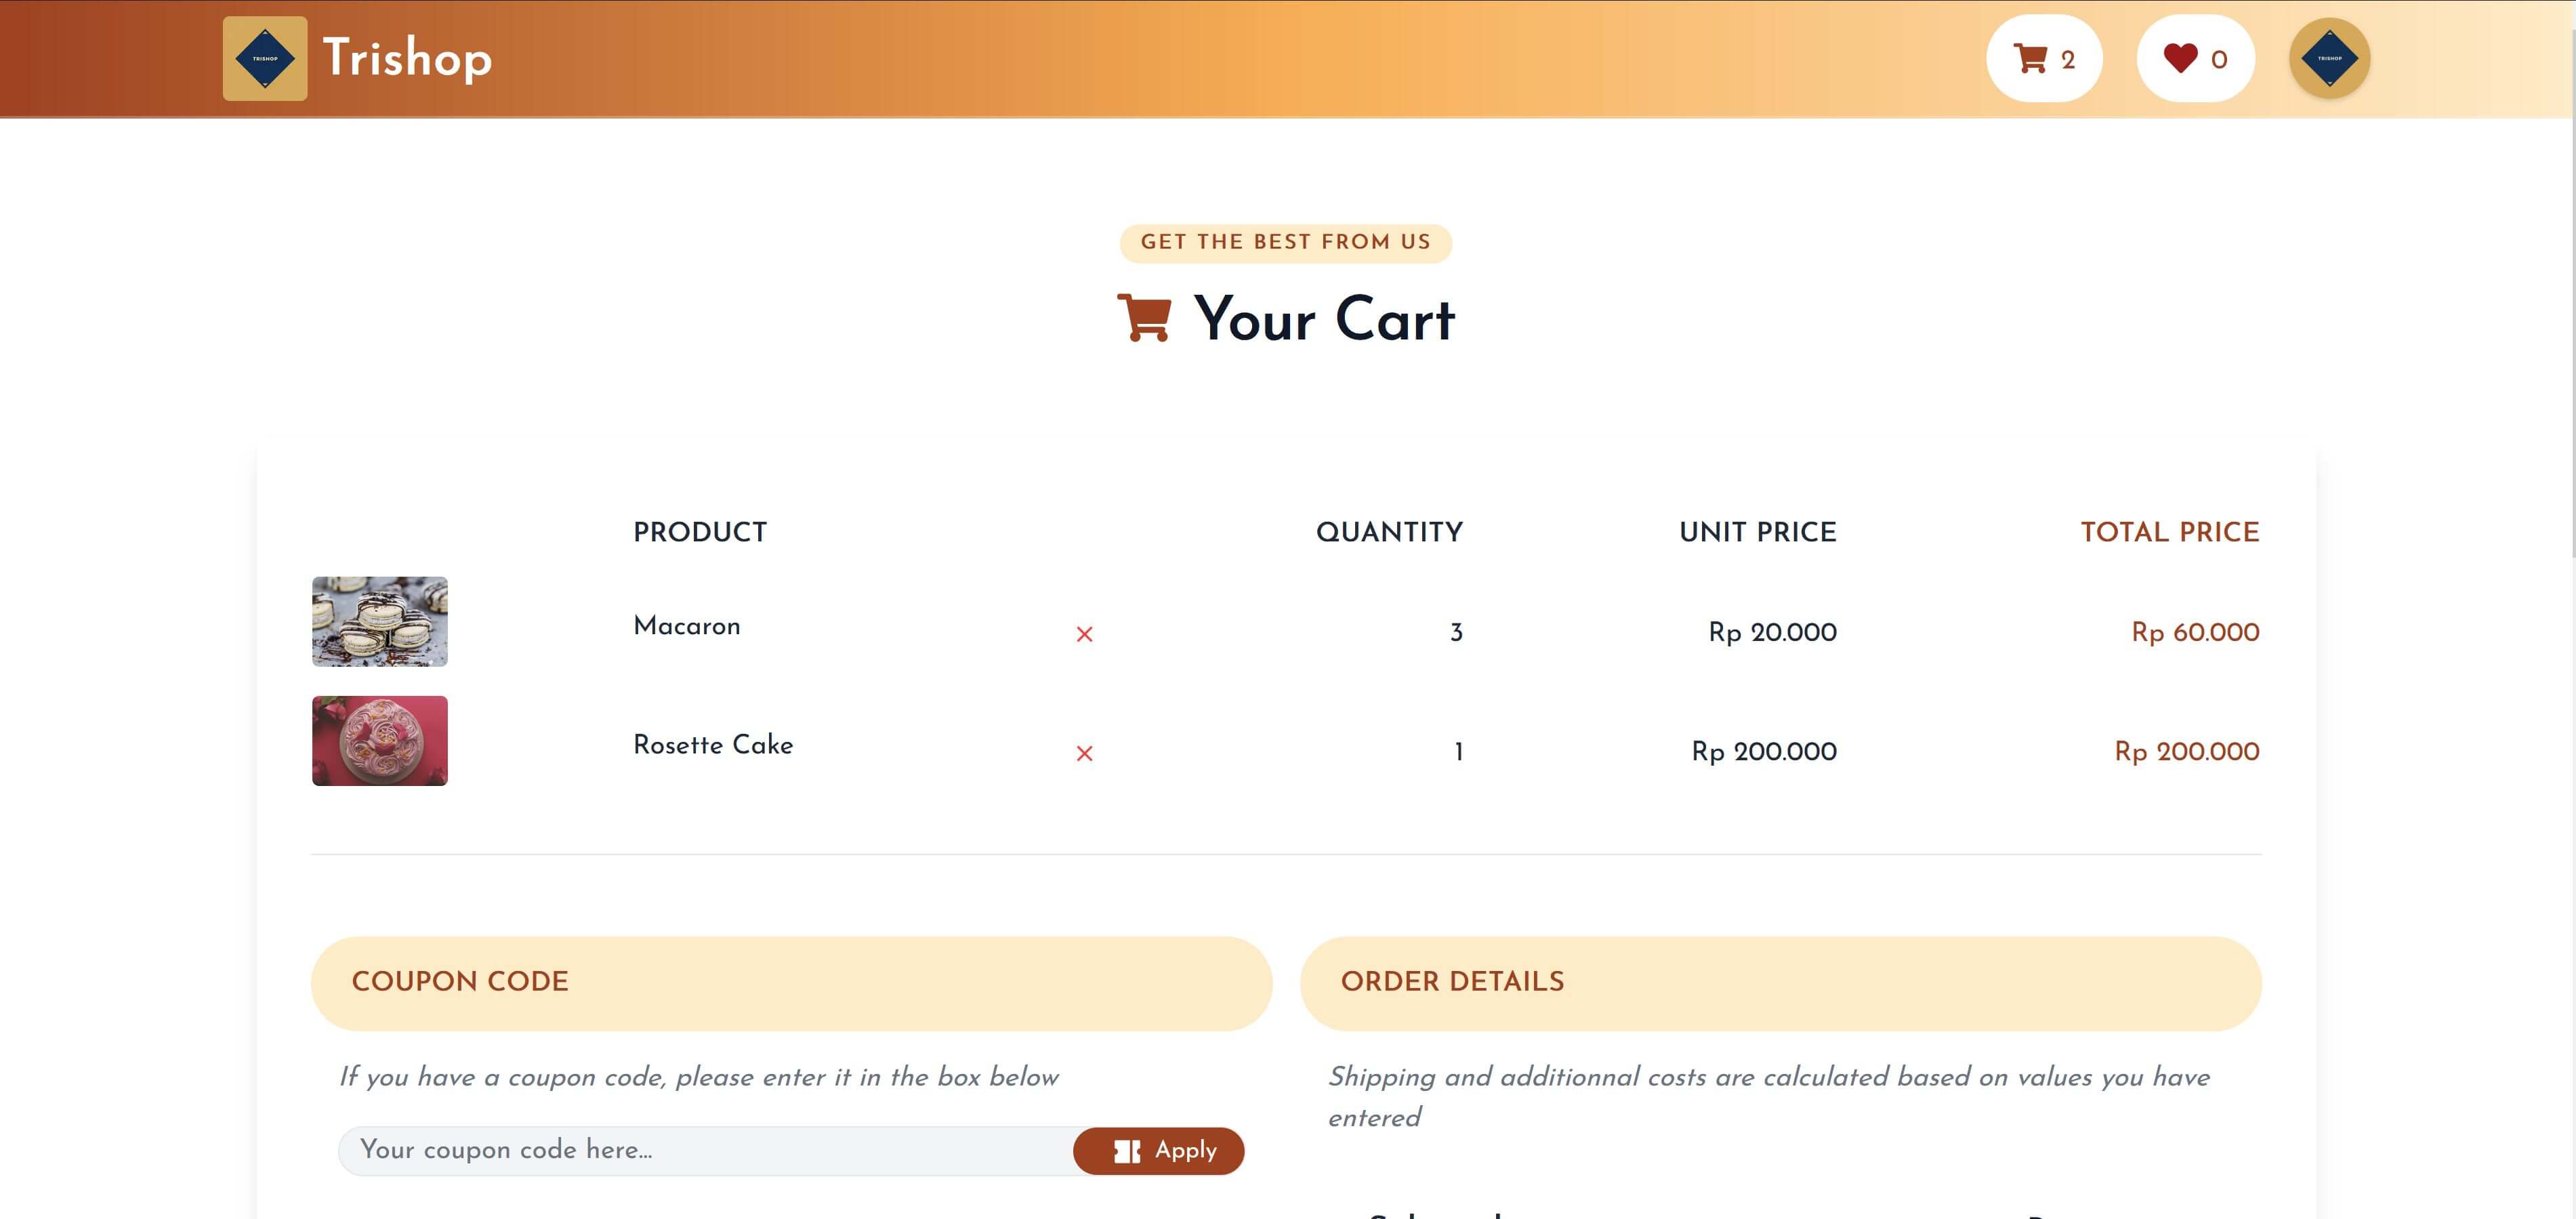 TRISHOP Trishop 2 0 TRISHOP
GET THE BEST FROM US
Your Cart
PRODUCT QUANTITY UNIT PRICE TOTAL PRICE
Macaron 3 Rp 20.000 Rp 60.000
Rosette Cake 1 Rp 200.000 Rp 200.000
COUPON CODE
If you have a coupon code, please enter it in the box below
Your coupon code here... Apply
ORDER DETAILS
Shipping and additionnal costs are calculated based on values you have
entered